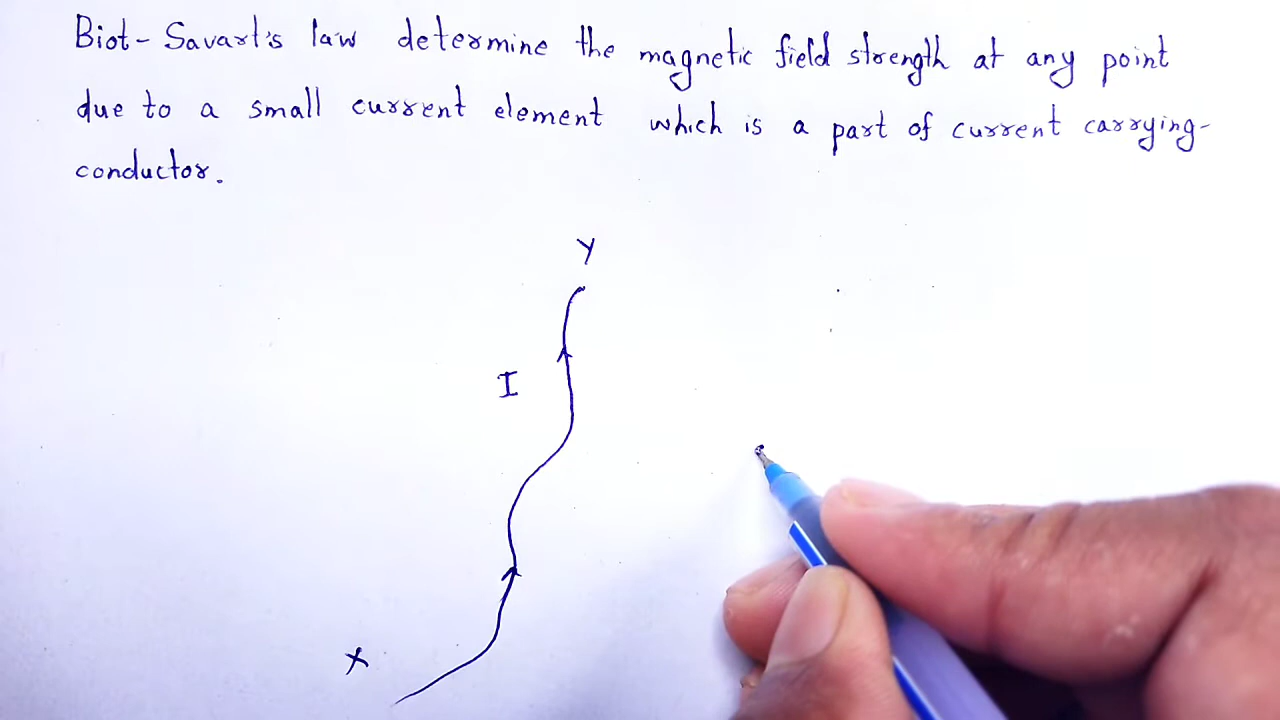 Biot- Savart's law determine the magnetic field strength at any point
due to a small current element which is a part of current carrying-
conductor.
Y
I
X